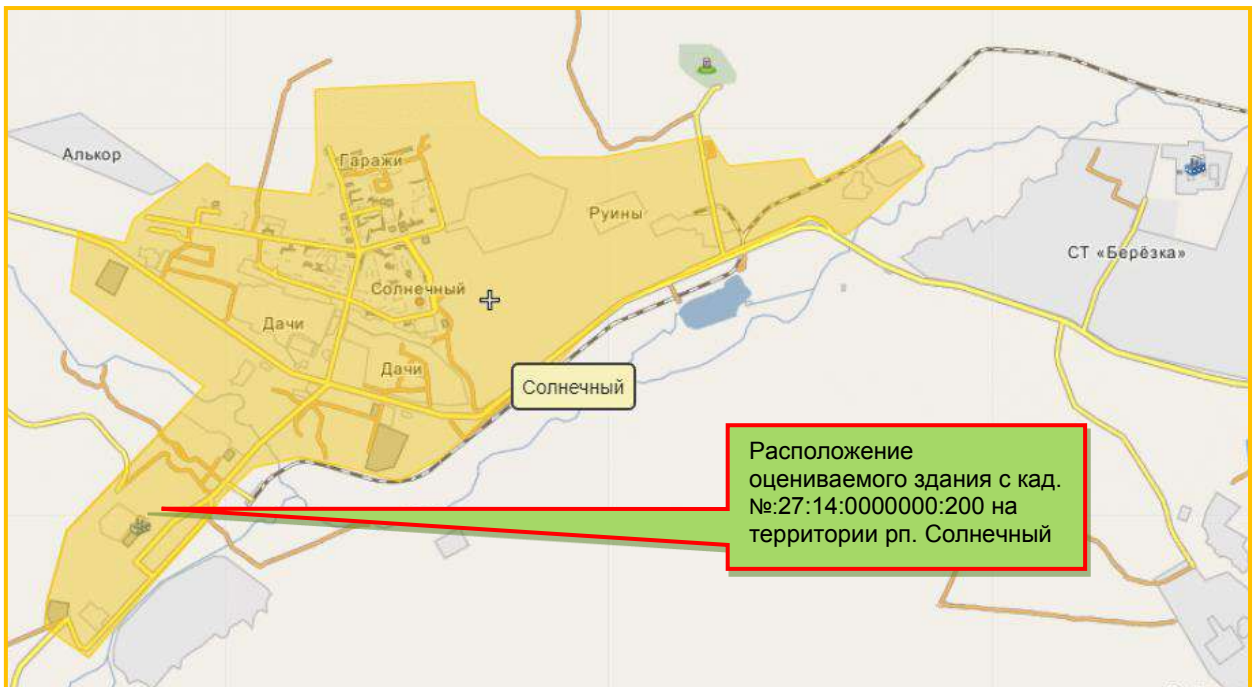 Алькор
Гаражи
Руины
СТ «Берёзка»
Солнечный
Дачи
Дачи
Солнечный
Расположение
оцениваемого здания с кад.
№:27:14:0000000:200 на
территории рп. Солнечный